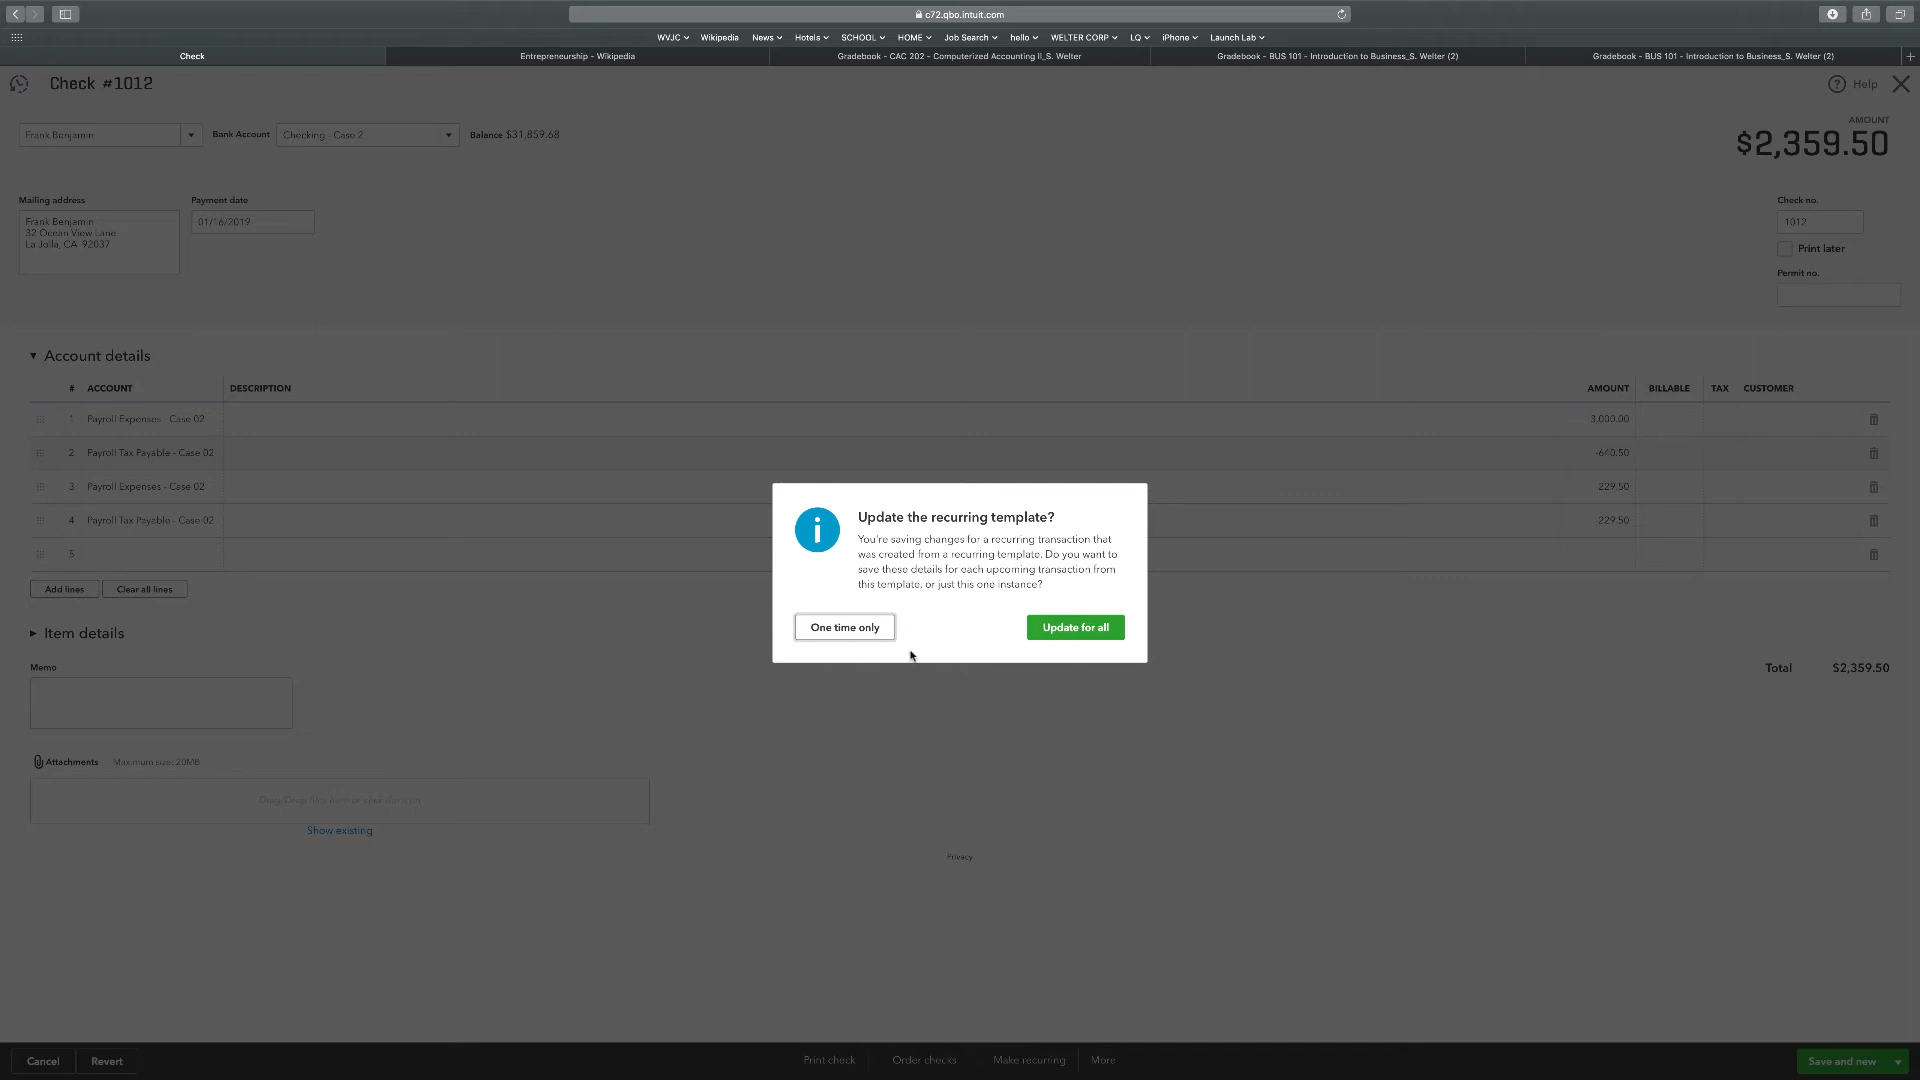 c72.qbo.intuit.com
WVJC Wikipedia News Hotels SCHOOL HOME Job Search hello WELTER CORP LQ iPhone Launch Lab
Check Entrepreneurship - Wikipedia Gradebook - CAC 202 - Computerized Accounting II_S. Welter Gradebook - BUS 101 - Introduction to Business_S. Welter (2) Gradebook - BUS 101 - Introduction to Business_S. Welter (2)
Check #1012 Help
AMOUNT
$2,359.50
Frank Benjamin Bank Account Checking - Case 2 Balance $31,859.68
Mailing address Payment date Check no.
Frank Benjamin 01/16/2019 1012
32 Ocean View Lane
La Jolla, CA 92037
Print later
Permit no.
Account details
# ACCOUNT DESCRIPTION AMOUNT BILLABLE TAX CUSTOMER
1 Payroll Expenses - Case 02 3,000.00
2 Payroll Tax Payable - Case 02 -640.50
3 Payroll Expenses - Case 02 229.50
4 Payroll Tax Payable - Case 02 -229.50
5
Add lines Clear all lines
Update the recurring template?
You're saving changes for a recurring transaction that
was created from a recurring template. Do you want to
save these details for each upcoming transaction from
this template, or just this one instance?
One time only Update for all
Item details
Memo
Total $2,359.50
Attachments Maximum size: 20MB
Drag/Drop files here or click the icon
Show existing
Privacy
Cancel Revert Print check Order checks Make recurring More Save and new